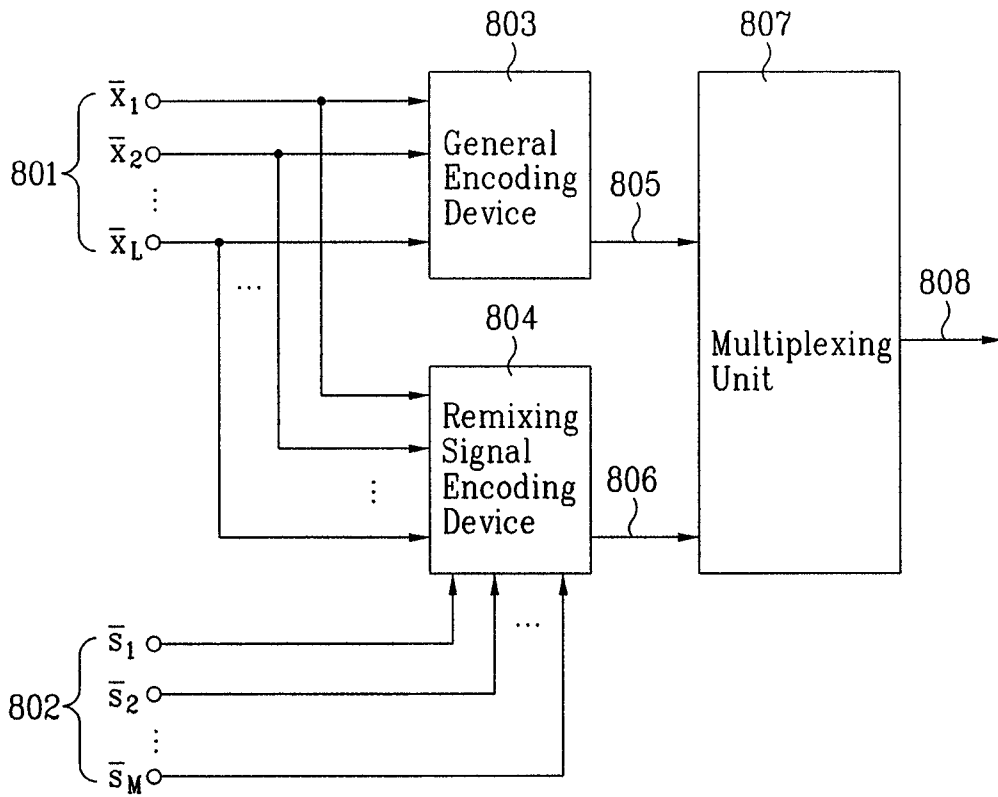 803
807
x̄1
x̄2
801
⋮
x̄L
General
Encoding
Device
805
...
804
808
Multiplexing
Unit
Remixing
Signal
Encoding
Device
⋮
806
...
s̄1
s̄2
802
⋮
s̄M